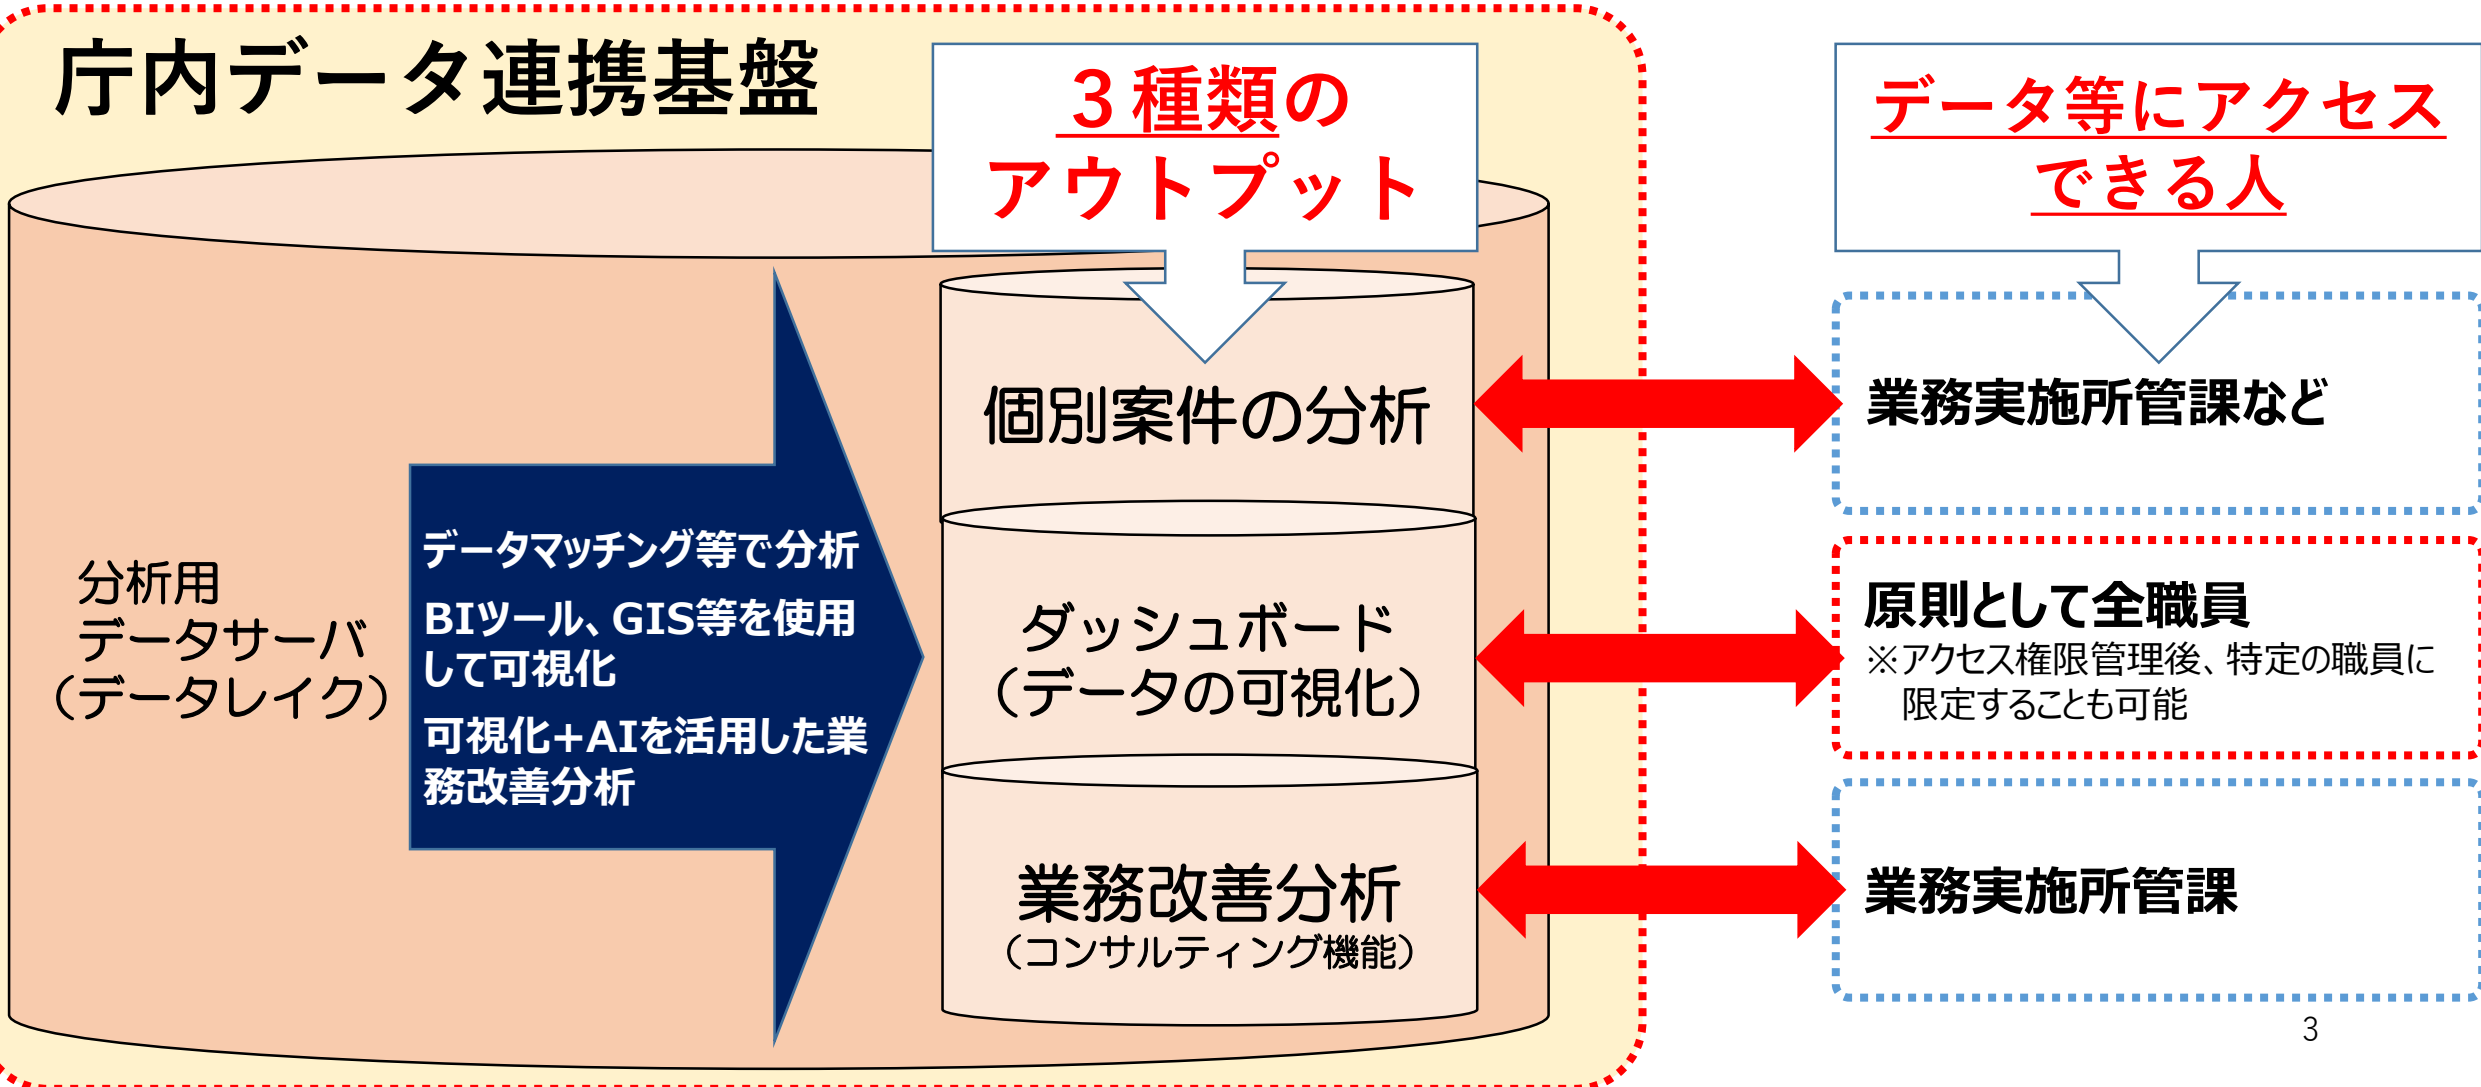 庁内データ連携基盤
３種類の
アウトプット
データ等にアクセス
できる人
分析用
データサーバ
（データレイク）
データマッチング等で分析
BIツール、GIS等を使用
して可視化
可視化+AIを活用した業
務改善分析
個別案件の分析
業務実施所管課など
ダッシュボード
（データの可視化）
原則として全職員
※アクセス権限管理後、特定の職員に
限定することも可能
業務改善分析
（コンサルティング機能）
業務実施所管課
3